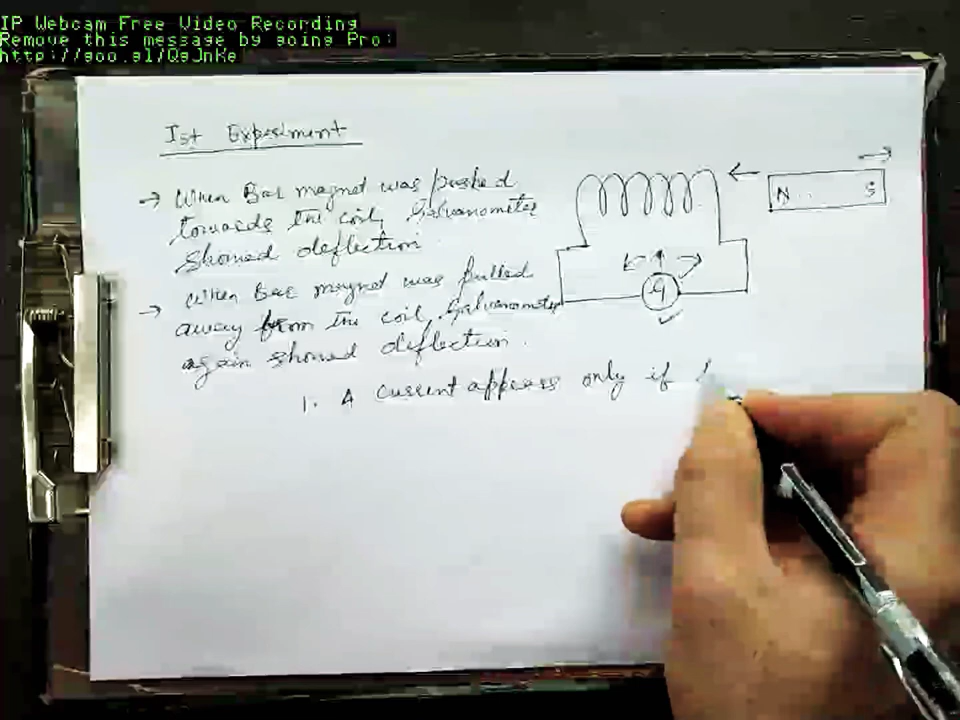 IP Webcam Free Video Recording
Remove this message by going Pro:
http://goo.gl/QgJnKe
Ist Experiment
→ When Bar magnet was pushed
towards the coil, Galvanometer
showed deflection.
→ When Bar magnet was pulled
away from the coil, Galvanometer
again showed deflection.
1. A current appears only if
N S
G